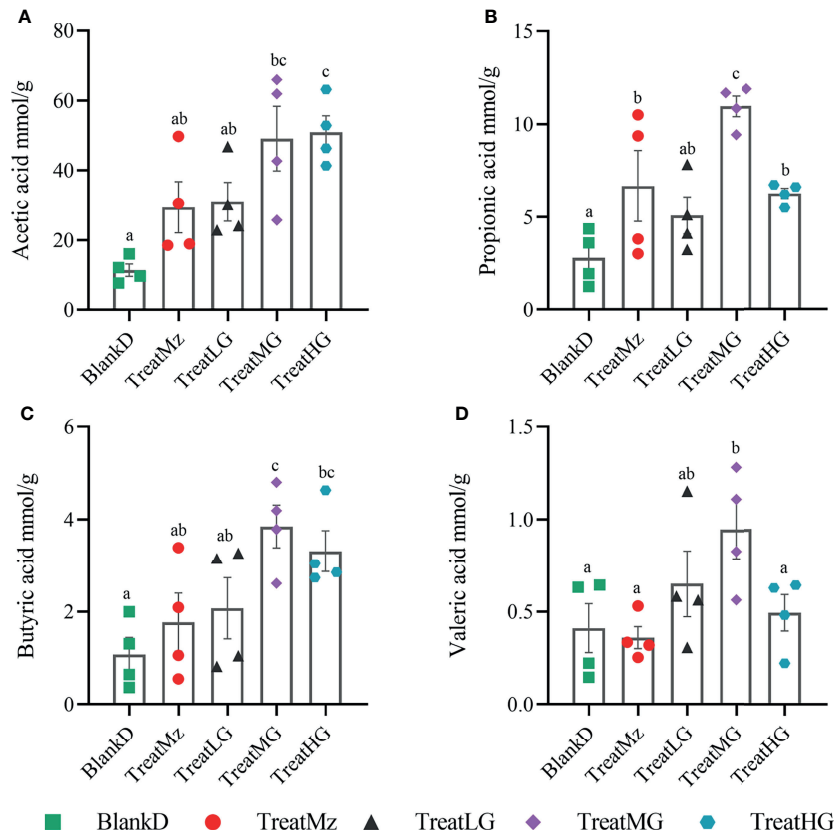 A
Acetic acid mmol/g
80
60
40
20
0
a
ab
ab
bc
c
BlankD
TreatMz
TreatLG
TreatMG
TreatHG
B
Propionic acid mmol/g
15
10
5
0
a
b
ab
c
b
BlankD
TreatMz
TreatLG
TreatMG
TreatHG
C
Butyric acid mmol/g
6
4
2
0
a
ab
ab
c
bc
BlankD
TreatMz
TreatLG
TreatMG
TreatHG
D
Valeric acid mmol/g
1.5
1.0
0.5
0.0
a
a
ab
b
a
BlankD
TreatMz
TreatLG
TreatMG
TreatHG
BlankD TreatMz TreatLG TreatMG TreatHG